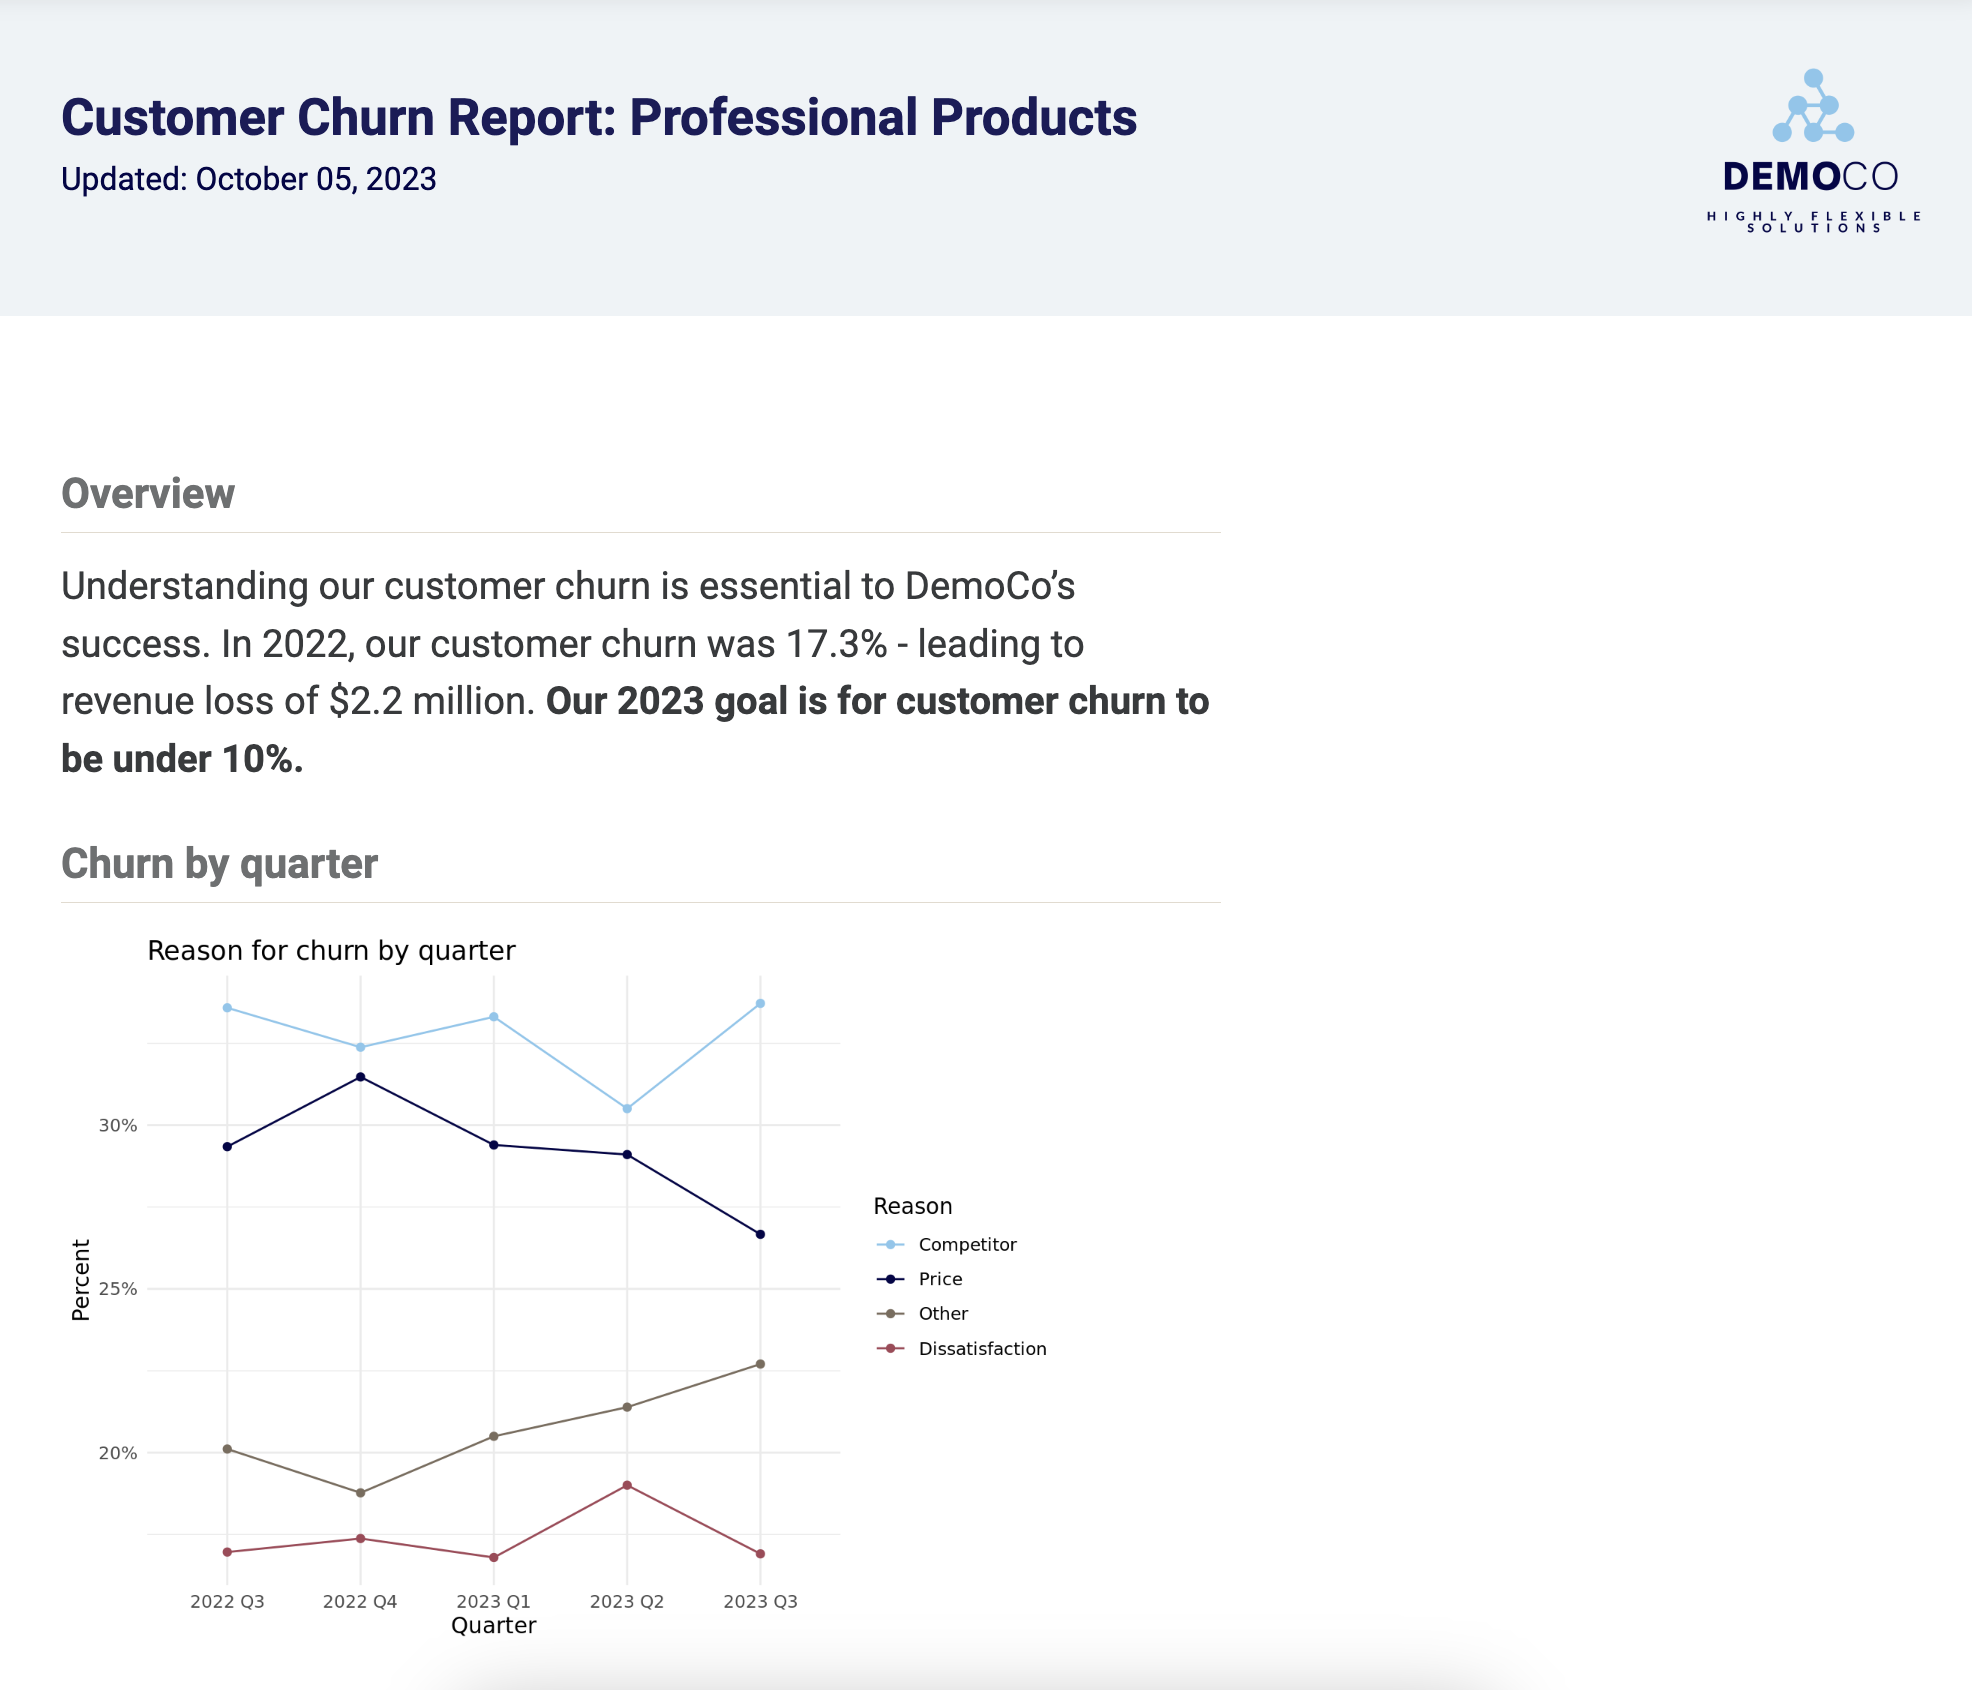 Customer Churn Report: Professional Products
Updated: October 05, 2023
DEMOCO
HIGHLY FLEXIBLE
SOLUTIONS
Overview
Understanding our customer churn is essential to DemoCo’s
success. In 2022, our customer churn was 17.3% - leading to
revenue loss of $2.2 million. Our 2023 goal is for customer churn to
be under 10%.
Churn by quarter
Reason for churn by quarter
30%
25%
20%
Percent
2022 Q3
2022 Q4
2023 Q1
2023 Q2
2023 Q3
Quarter
Reason
Competitor
Price
Other
Dissatisfaction